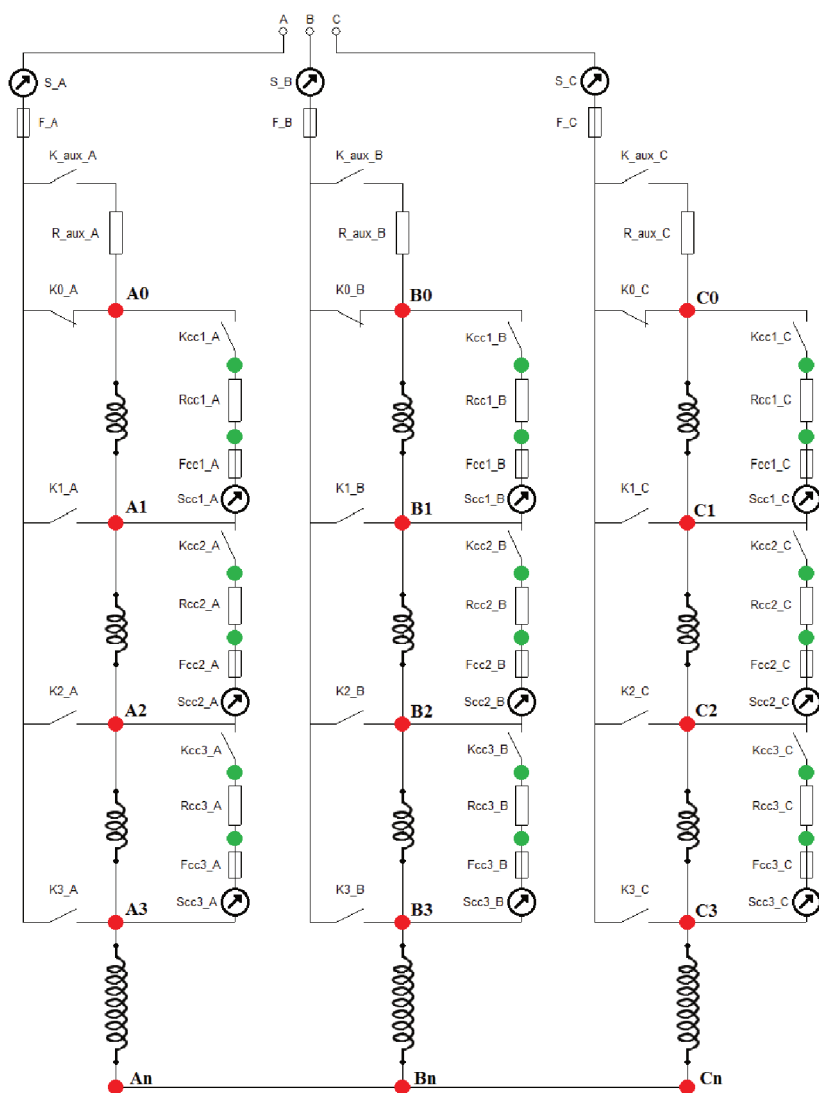 A B C
S_A S_B S_C
F_A F_B F_C
K_aux_A K_aux_B K_aux_C
R_aux_A R_aux_B R_aux_C
K0_A A0 K0_B B0 K0_C C0
Kcc1_A Kcc1_B Kcc1_C
Rcc1_A Rcc1_B Rcc1_C
Fcc1_A Fcc1_B Fcc1_C
K1_A Scc1_A K1_B Scc1_B K1_C Scc1_C
A1 B1 C1
Kcc2_A Kcc2_B Kcc2_C
Rcc2_A Rcc2_B Rcc2_C
Fcc2_A Fcc2_B Fcc2_C
K2_A Scc2_A K2_B Scc2_B K2_C Scc2_C
A2 B2 C2
Kcc3_A Kcc3_B Kcc3_C
Rcc3_A Rcc3_B Rcc3_C
Fcc3_A Fcc3_B Fcc3_C
K3_A Scc3_A K3_B Scc3_B K3_C Scc3_C
A3 B3 C3
An Bn Cn